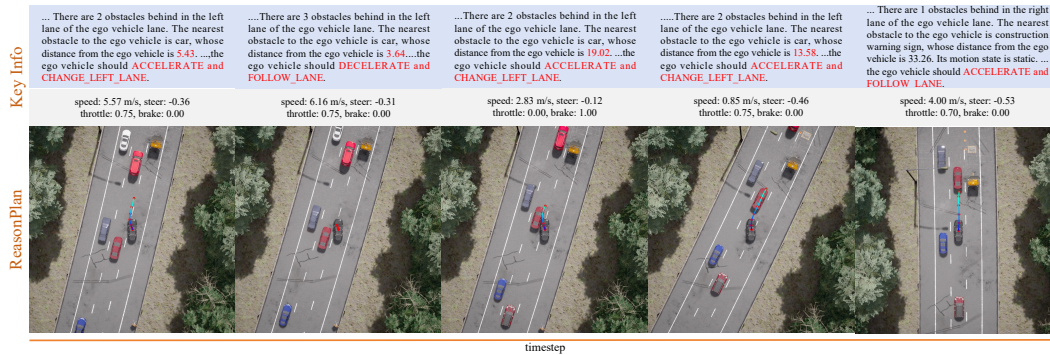 Key Info
... There are 2 obstacles behind in the left
lane of the ego vehicle lane. The nearest
obstacle to the ego vehicle is car, whose
distance from the ego vehicle is 5.43. ...the
ego vehicle should ACCELERATE and
CHANGE_LEFT_LANE.
....There are 3 obstacles behind in the left
lane of the ego vehicle lane. The nearest
obstacle to the ego vehicle is car, whose
distance from the ego vehicle is 3.64....the
ego vehicle should DECELERATE and
FOLLOW_LANE.
... There are 2 obstacles behind in the left
lane of the ego vehicle lane. The nearest
obstacle to the ego vehicle is car, whose
distance from the ego vehicle is 19.02. ...the
ego vehicle should ACCELERATE and
CHANGE_LEFT_LANE.
..... There are 2 obstacles behind in the left
lane of the ego vehicle lane. The nearest
obstacle to the ego vehicle is car, whose
distance from the ego vehicle is 13.58. ...the
ego vehicle should ACCELERATE and
CHANGE_LEFT_LANE.
... There are 1 obstacles behind in the right
lane of the ego vehicle lane. The nearest
obstacle to the ego vehicle is construction
warning sign, whose distance from the ego
vehicle is 33.26. Its motion state is static. ...
the ego vehicle should ACCELERATE and
FOLLOW_LANE.
speed: 5.57 m/s, steer: -0.36
throttle: 0.75, brake: 0.00
speed: 6.16 m/s, steer: -0.31
throttle: 0.75, brake: 0.00
speed: 2.83 m/s, steer: -0.12
throttle: 0.00, brake: 1.00
speed: 0.85 m/s, steer: -0.46
throttle: 0.75, brake: 0.00
speed: 4.00 m/s, steer: -0.53
throttle: 0.70, brake: 0.00
ReasonPlan
timestep